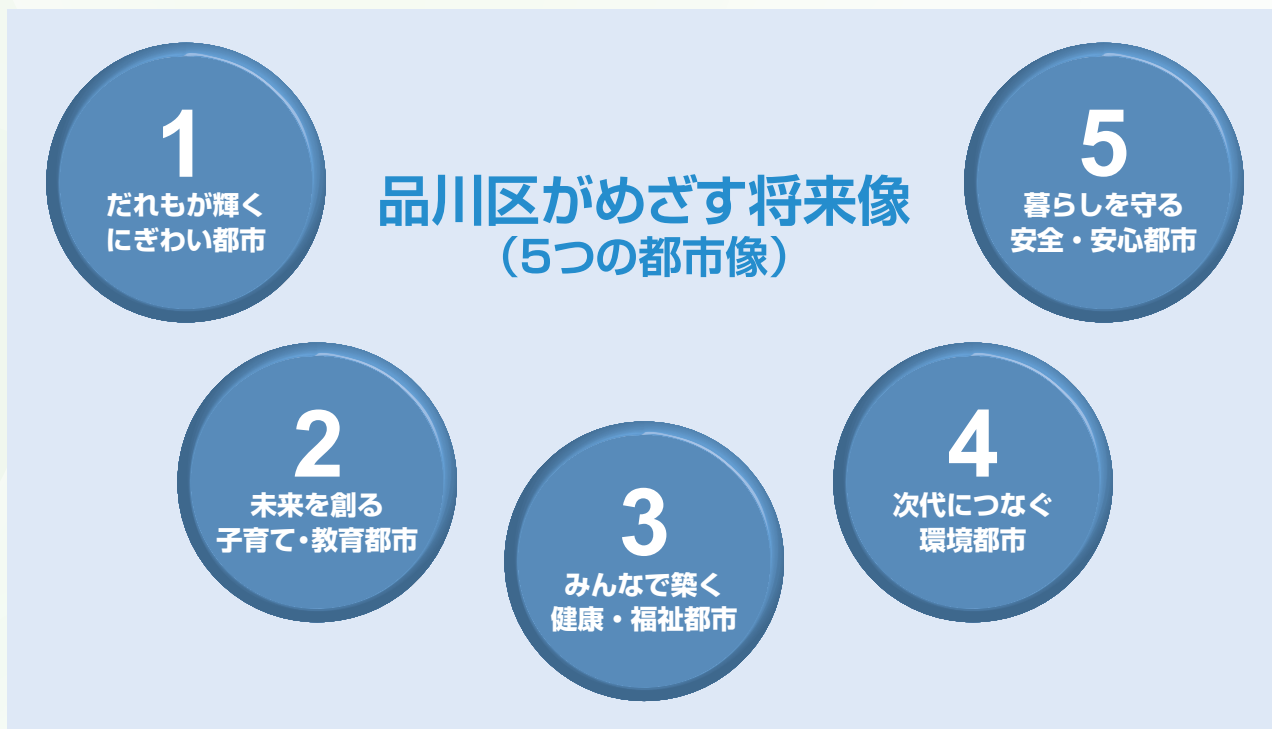 品川区がめざす将来像
（5つの都市像）
1
だれもが輝く
にぎわい都市
2
未来を創る
子育て・教育都市
3
みんなで築く
健康・福祉都市
4
次代につなぐ
環境都市
5
暮らしを守る
安全・安心都市